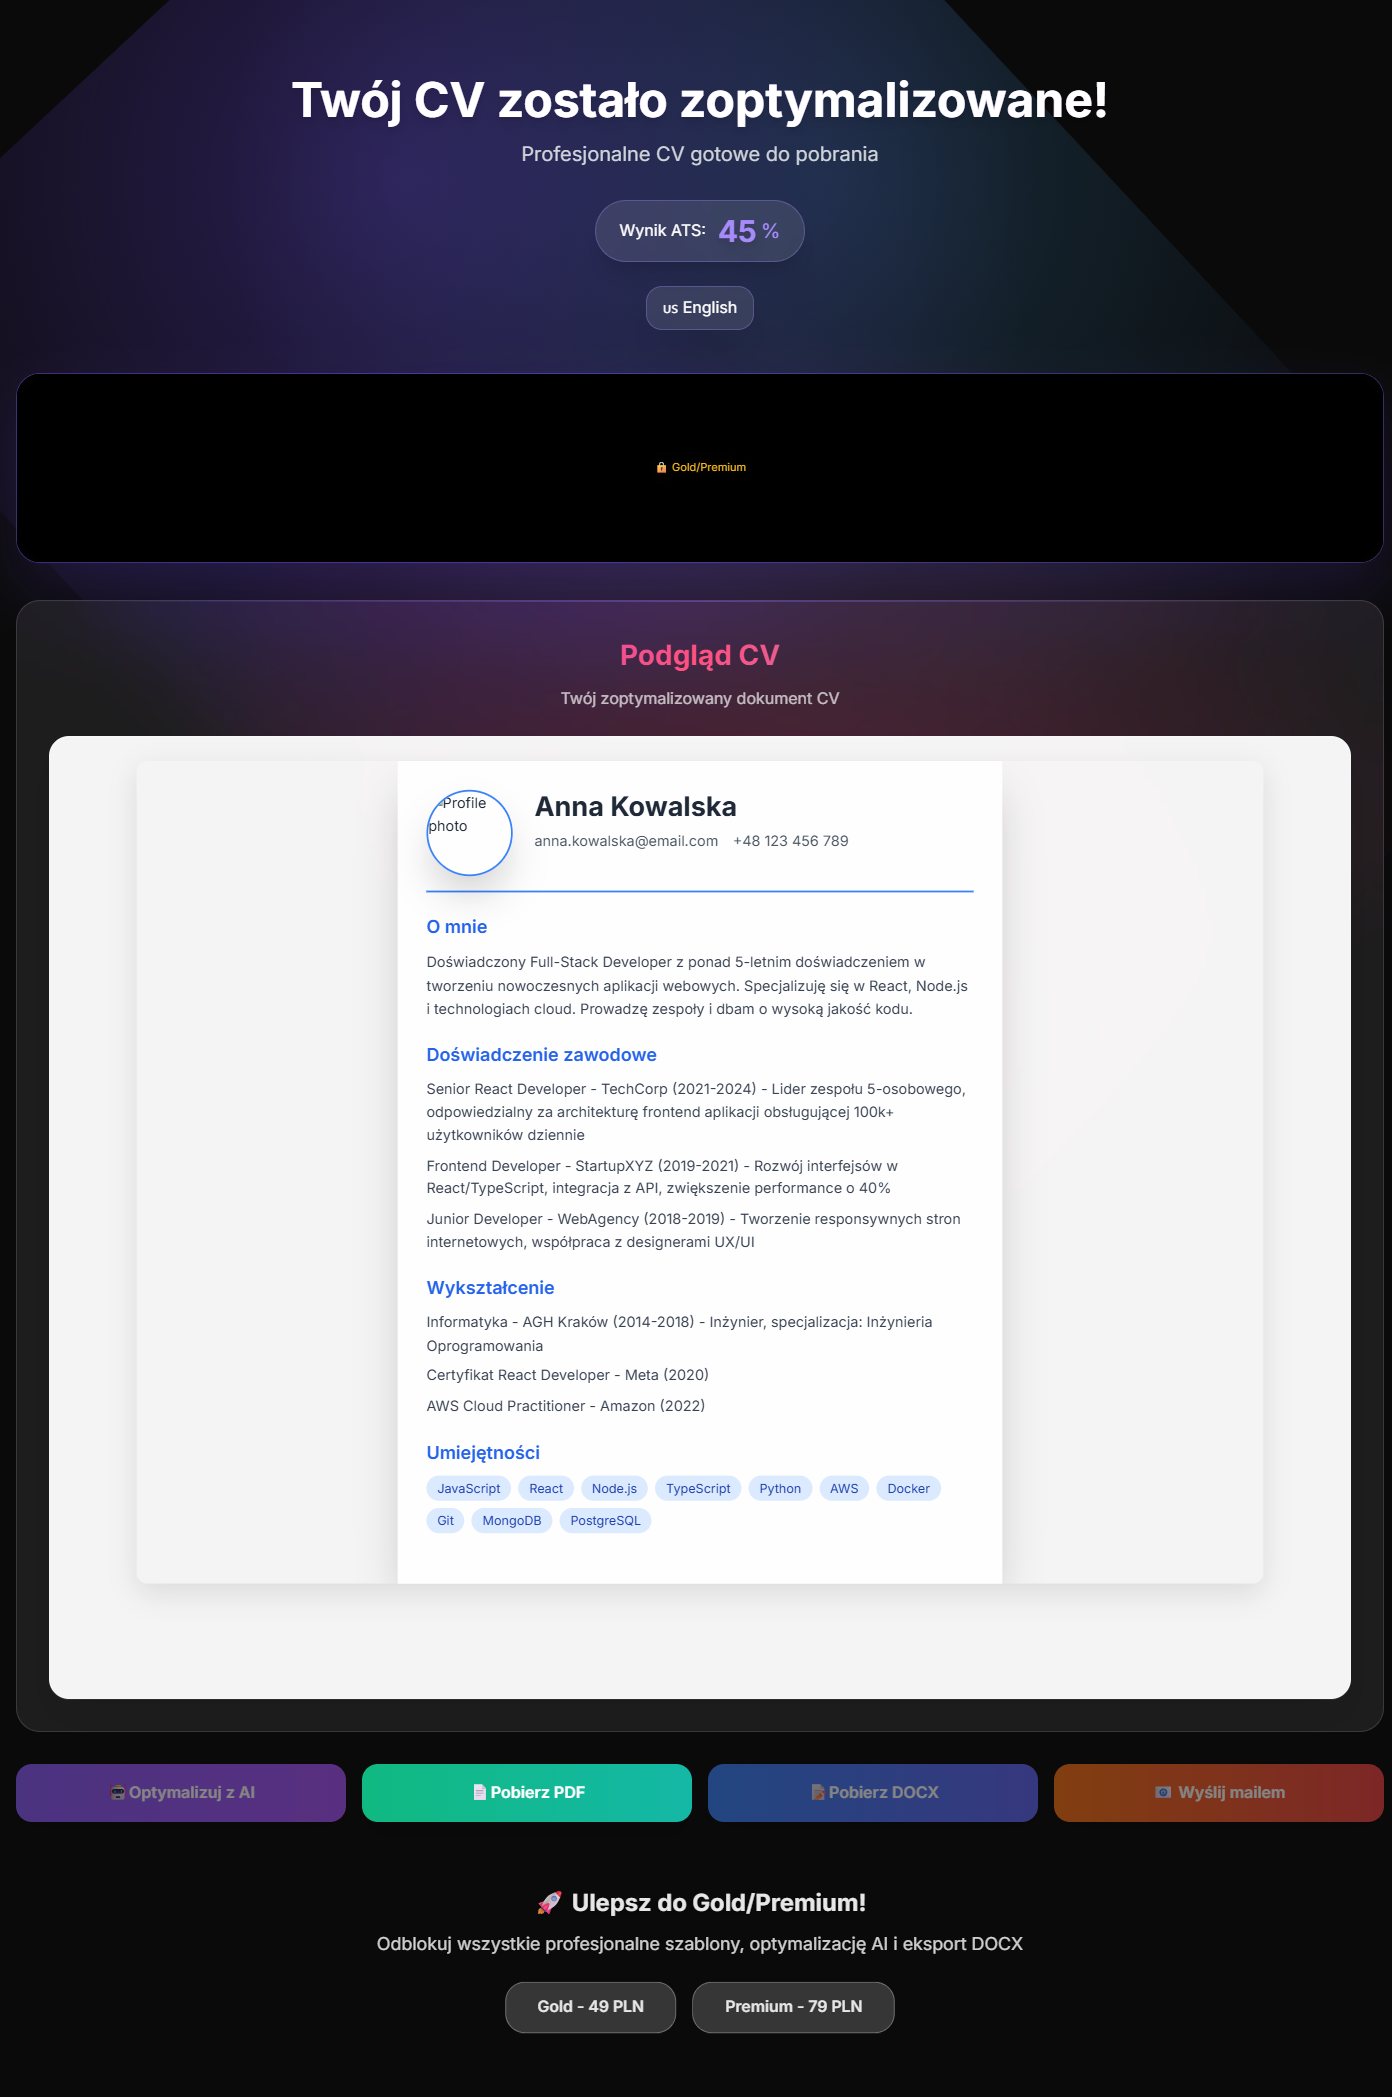 Twój CV zostało zoptymalizowane!
Profesjonalne CV gotowe do pobrania
Wynik ATS: 45 %
US English
🔒 Gold/Premium
Podgląd CV
Twój zoptymalizowany dokument CV
Profile
photo
Anna Kowalska
anna.kowalska@email.com +48 123 456 789
O mnie
Doświadczony Full-Stack Developer z ponad 5-letnim doświadczeniem w
tworzeniu nowoczesnych aplikacji webowych. Specjalizuję się w React, Node.js
i technologiach cloud. Prowadzę zespoły i dbam o wysoką jakość kodu.
Doświadczenie zawodowe
Senior React Developer - TechCorp (2021-2024) - Lider zespołu 5-osobowego,
odpowiedzialny za architekturę frontend aplikacji obsługującej 100k+
użytkowników dziennie
Frontend Developer - StartupXYZ (2019-2021) - Rozwój interfejsów w
React/TypeScript, integracja z API, zwiększenie performance o 40%
Junior Developer - WebAgency (2018-2019) - Tworzenie responsywnych stron
internetowych, współpraca z designerami UX/UI
Wykształcenie
Informatyka - AGH Kraków (2014-2018) - Inżynier, specjalizacja: Inżynieria
Oprogramowania
Certyfikat React Developer - Meta (2020)
AWS Cloud Practitioner - Amazon (2022)
Umiejętności
JavaScript React Node.js TypeScript Python AWS Docker
Git MongoDB PostgreSQL
Optymalizuj z AI Pobierz PDF Pobierz DOCX Wyślij mailem
🚀 Ulepsz do Gold/Premium!
Odblokuj wszystkie profesjonalne szablony, optymalizację AI i eksport DOCX
Gold - 49 PLN Premium - 79 PLN